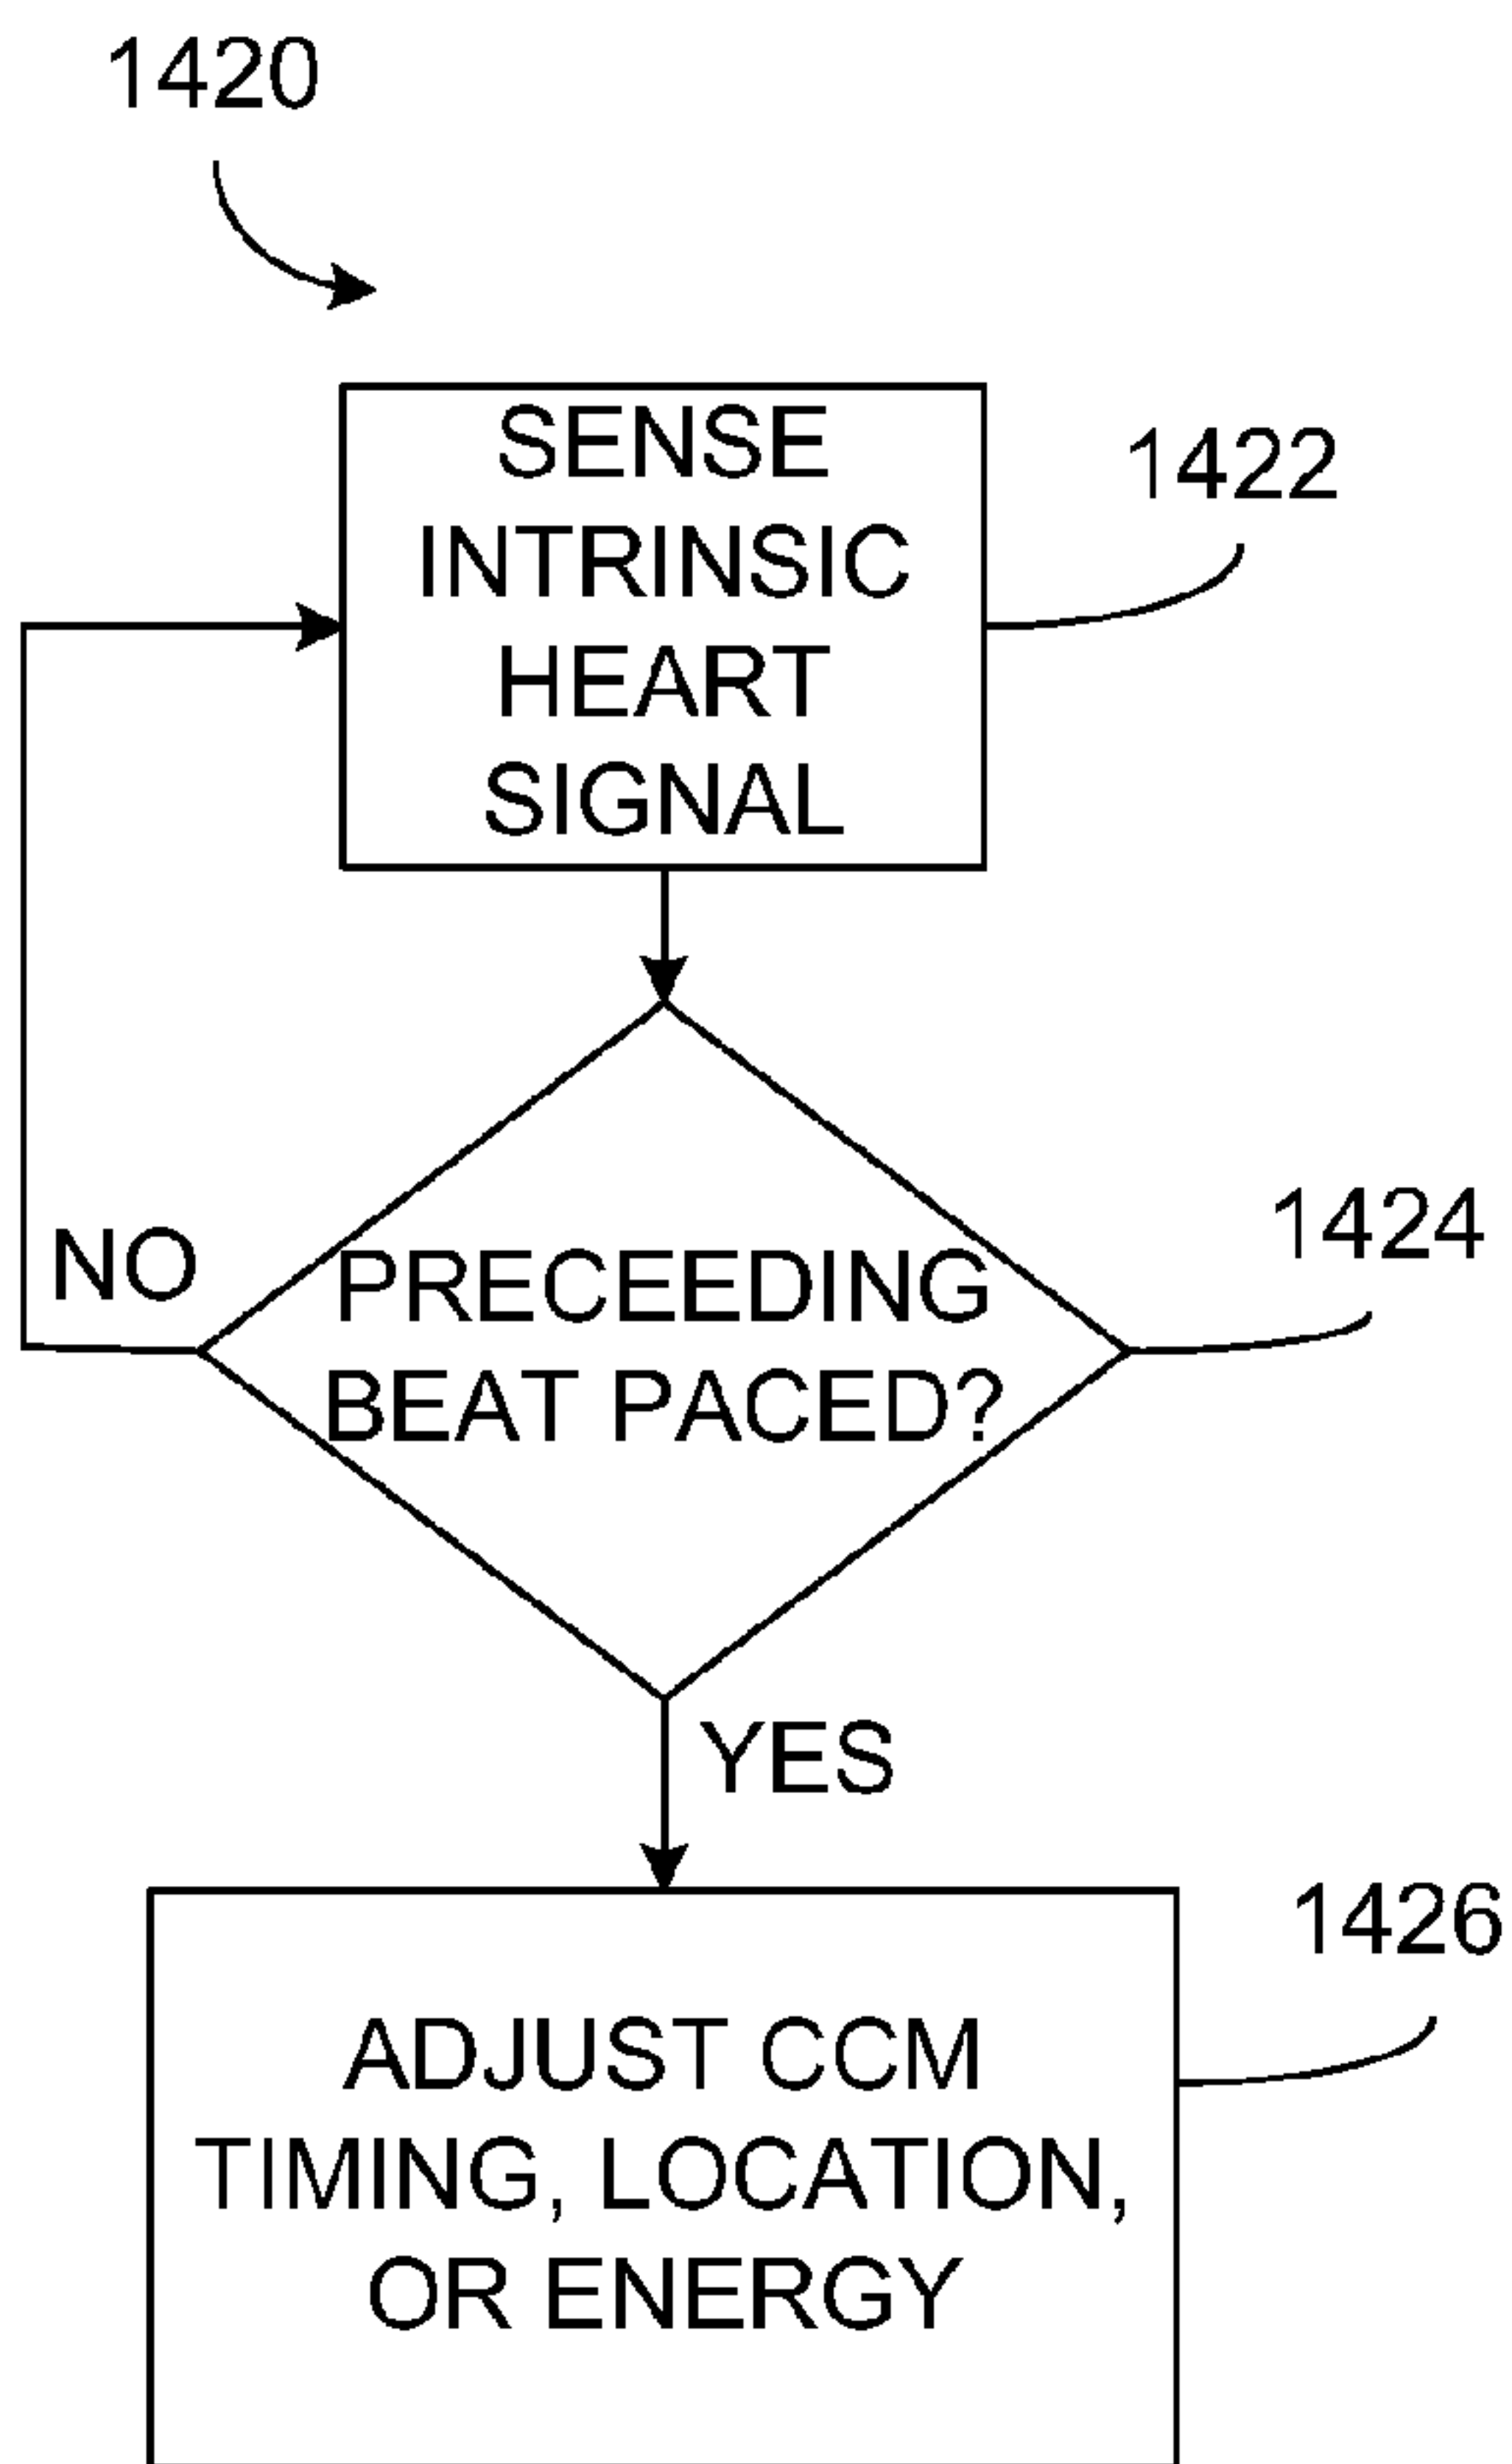 1420
SENSE
INTRINSIC
HEART
SIGNAL
1422
NO
PRECEEDING
BEAT PACED?
1424
YES
ADJUST CCM
TIMING, LOCATION,
OR ENERGY
1426